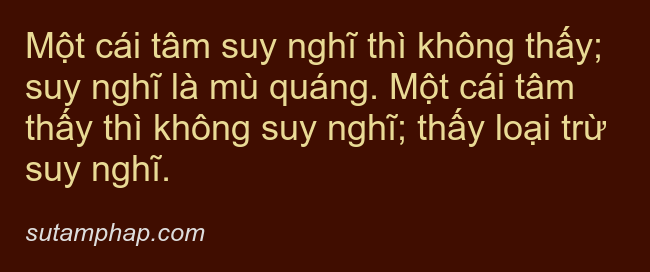 Một cái tâm suy nghĩ thì không thấy;
suy nghĩ là mù quáng. Một cái tâm
thấy thì không suy nghĩ; thấy loại trừ
suy nghĩ.
sutamphap.com